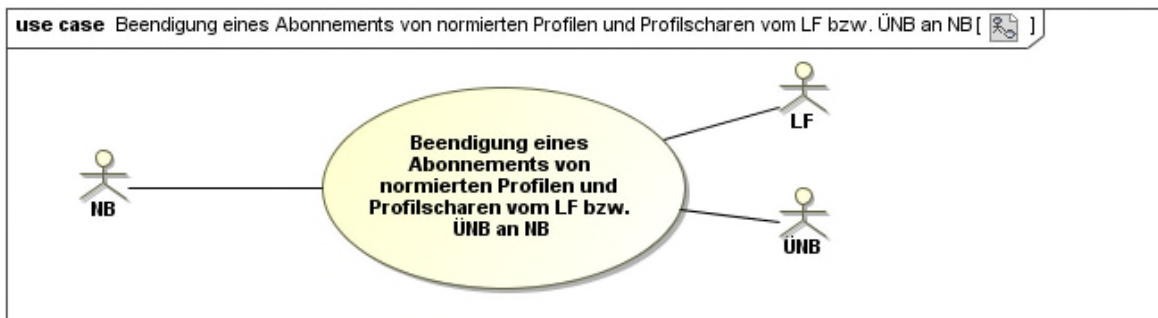 use case Beendigung eines Abonnements von normierten Profilen und Profilscharen vom LF bzw. ÜNB an NB [ ]
LF
Beendigung eines
Abonnements von
normierten Profilen und
Profilscharen vom LF bzw.
ÜNB an NB
NB
ÜNB